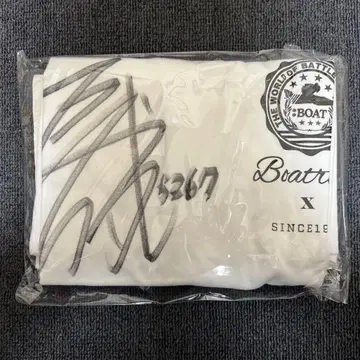 THE WORLD OF BATTLE
BOAT
5267
Boatr
X
SINCE19